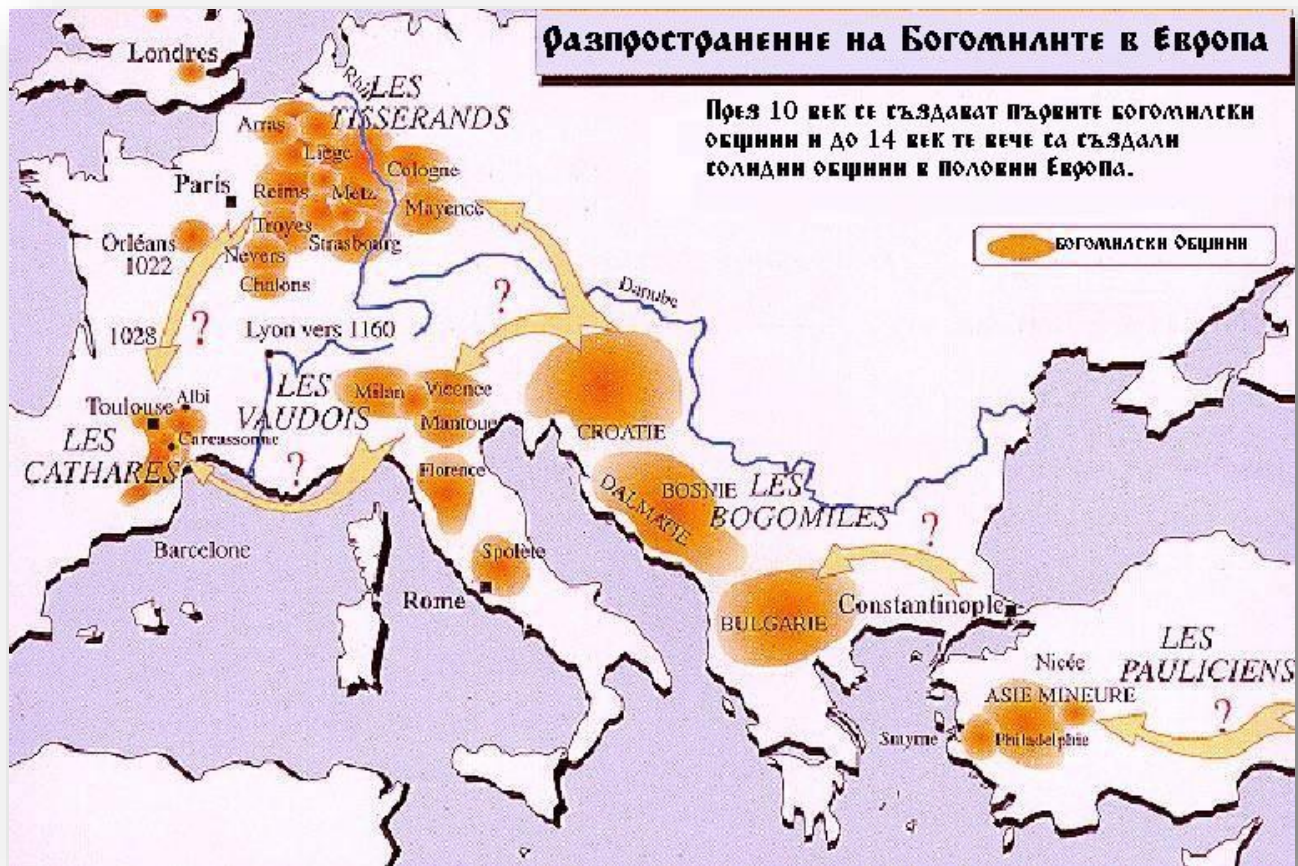 Разпространение на Богомилите в Европа
През 10 век се създават първите богомилски
общини и до 14 век те вече са създали
солидни общини в половин Европа.
богомилски Общини
Londres
Rhin
LES
TISSERANDS
Arras
Liège
Cologne
Paris
Reims
Metz
Mayence
Troyes
Orléans
1022
Nevers
Strasbourg
Chalons
Danube
?
?
1028
Lyon vers 1160
LES
VAUDOIS
Milan
Vicence
Mantoue
Toulouse
Albi
Carcassonne
LES
CATHARES
?
CROATIE
Florence
BOSNIE
DALMATIE
LES
BOGOMILES
?
Barcelone
Spolète
Rome
BULGARIE
Constantinople
LES
PAULICIENS
Nicée
ASIE MINEURE
?
Smyrne
Philadelphie